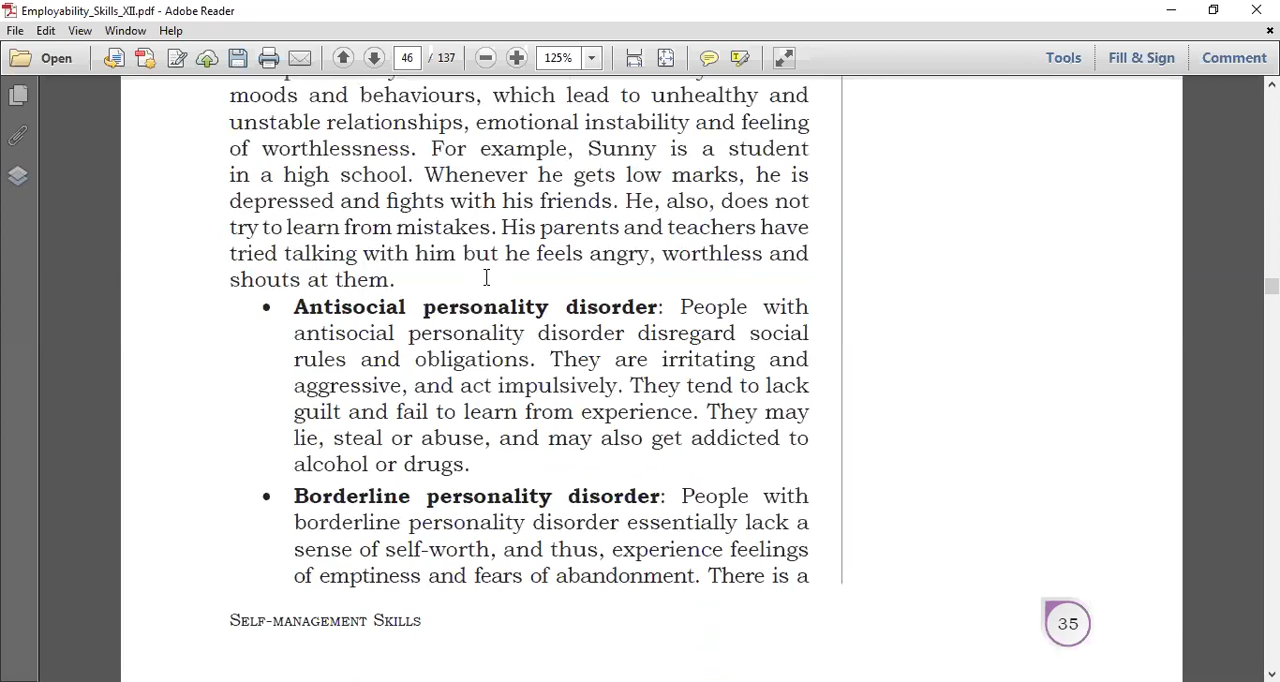 Employability_Skills_XII.pdf - Adobe Reader
File Edit View Window Help
Open 46 / 137 125% Tools Fill & Sign Comment
moods and behaviours, which lead to unhealthy and
unstable relationships, emotional instability and feeling
of worthlessness. For example, Sunny is a student
in a high school. Whenever he gets low marks, he is
depressed and fights with his friends. He, also, does not
try to learn from mistakes. His parents and teachers have
tried talking with him but he feels angry, worthless and
shouts at them.
• Antisocial personality disorder: People with
antisocial personality disorder disregard social
rules and obligations. They are irritating and
aggressive, and act impulsively. They tend to lack
guilt and fail to learn from experience. They may
lie, steal or abuse, and may also get addicted to
alcohol or drugs.
• Borderline personality disorder: People with
borderline personality disorder essentially lack a
sense of self-worth, and thus, experience feelings
of emptiness and fears of abandonment. There is a
Self-management Skills
35